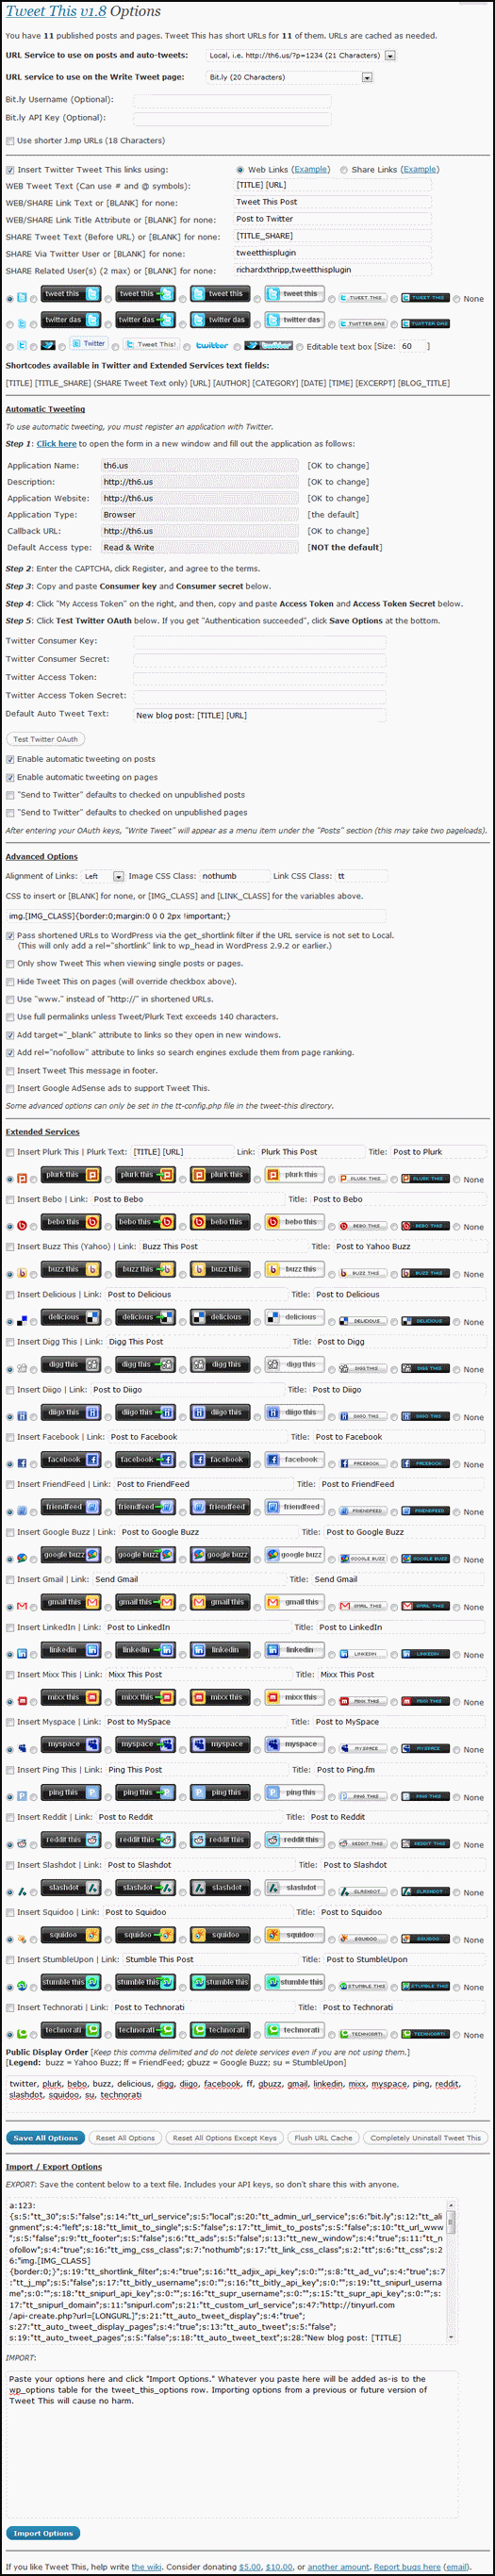 Tweet This v1.8 Options
You have 11 published posts and pages. Tweet This has short URLs for 11 of them. URLs are cached as needed.
URL Service to use on posts and auto-tweets: Local, i.e. http://th6.us/?p=1234 (21 Characters)
URL service to use on the Write Tweet page: Bit.ly (20 Characters)
Bit.ly Username (Optional):
Bit.ly API Key (Optional):
Use shorter J.mp URLs (18 Characters)
Insert Twitter Tweet This links using: Web Links (Example) Share Links (Example)
WEB Tweet Text (Can use # and @ symbols): [TITLE] [URL]
WEB/SHARE Link Text or [BLANK] for none: Tweet This Post
WEB/SHARE Link Title Attribute or [BLANK] for none: Post to Twitter
SHARE Tweet Text (Before URL) or [BLANK] for none: [TITLE_SHARE]
SHARE Via Twitter User or [BLANK] for none: tweetthisplugin
SHARE Related User(s) (2 max) or [BLANK] for none: richardxthripp,tweetthisplugin
tweet this tweet this tweet this tweet this TWEET THIS TWEET THIS None
twitter das twitter das twitter das twitter das TWITTER DAS TWITTER DAS
Twitter Tweet This! twitter twitter Editable text box [Size: 60 ]
Shortcodes available in Twitter and Extended Services text fields:
[TITLE] [TITLE_SHARE] (SHARE Tweet Text only) [URL] [AUTHOR] [CATEGORY] [DATE] [TIME] [EXCERPT] [BLOG_TITLE]
Automatic Tweeting
To use automatic tweeting, you must register an application with Twitter.
Step 1: Click here to open the form in a new window and fill out the application as follows:
Application Name: th6.us [OK to change]
Description: http://th6.us [OK to change]
Application Website: http://th6.us [OK to change]
Application Type: Browser [the default]
Callback URL: http://th6.us [OK to change]
Default Access type: Read & Write [NOT the default]
Step 2: Enter the CAPTCHA, click Register, and agree to the terms.
Step 3: Copy and paste Consumer key and Consumer secret below.
Step 4: Click "My Access Token" on the right, and then, copy and paste Access Token and Access Token Secret below.
Step 5: Click Test Twitter OAuth below. If you get "Authentication succeeded", click Save Options at the bottom.
Twitter Consumer Key:
Twitter Consumer Secret:
Twitter Access Token:
Twitter Access Token Secret:
Default Auto Tweet Text: New blog post: [TITLE] [URL]
Test Twitter OAuth
Enable automatic tweeting on posts
Enable automatic tweeting on pages
"Send to Twitter" defaults to checked on unpublished posts
"Send to Twitter" defaults to checked on unpublished pages
After entering your OAuth keys, "Write Tweet" will appear as a menu item under the "Posts" section (this may take two pageloads).
Advanced Options
Alignment of Links: Left Image CSS Class: nothumb Link CSS Class: tt
CSS to insert or [BLANK] for none, or [IMG_CLASS] and [LINK_CLASS] for the variables above.
img.[IMG_CLASS]{border:0;margin:0 0 0 2px !important;}
Pass shortened URLs to WordPress via the get_shortlink filter if the URL service is not set to Local.
(This will only add a rel="shortlink" link to wp_head in WordPress 2.9.2 or earlier.)
Only show Tweet This when viewing single posts or pages.
Hide Tweet This on pages (will override checkbox above).
Use "www." instead of "http://" in shortened URLs.
Use full permalinks unless Tweet/Plurk Text exceeds 140 characters.
Add target="_blank" attribute to links so they open in new windows.
Add rel="nofollow" attribute to links so search engines exclude them from page ranking.
Insert Tweet This message in footer.
Insert Google AdSense ads to support Tweet This.
Some advanced options can only be set in the tt-config.php file in the tweet-this directory.
Extended Services
Insert Plurk This | Plurk Text: [TITLE] [URL] Link: Plurk This Post Title: Post to Plurk
plurk this plurk this plurk this plurk this PLURK THIS PLURK THIS None
Insert Bebo | Link: Post to Bebo Title: Post to Bebo
bebo this bebo this bebo this bebo this BEBO THIS BEBO THIS None
Insert Buzz This (Yahoo) | Link: Buzz This Post Title: Post to Yahoo Buzz
buzz this buzz this buzz this buzz this BUZZ THIS BUZZ THIS None
Insert Delicious | Link: Post to Delicious Title: Post to Delicious
delicious delicious delicious delicious DELICIOUS DELICIOUS None
Insert Digg This | Link: Digg This Post Title: Post to Digg
digg this digg this digg this digg this DIGG THIS DIGG THIS None
Insert Diigo | Link: Post to Diigo Title: Post to Diigo
diigo this diigo this diigo this diigo this DIIGO THIS DIIGO THIS None
Insert Facebook | Link: Post to Facebook Title: Post to Facebook
facebook facebook facebook facebook FACEBOOK FACEBOOK None
Insert FriendFeed | Link: Post to FriendFeed Title: Post to FriendFeed
friendfeed friendfeed friendfeed friendfeed FRIENDFEED FRIENDFEED None
Insert Google Buzz | Link: Post to Google Buzz Title: Post to Google Buzz
google buzz google buzz google buzz google buzz GOOGLE BUZZ GOOGLE BUZZ None
Insert Gmail | Link: Send Gmail Title: Send Gmail
gmail this gmail this gmail this gmail this GMAIL THIS GMAIL THIS None
Insert LinkedIn | Link: Post to LinkedIn Title: Post to LinkedIn
linkedin linkedin linkedin linkedin LINKEDIN LINKEDIN None
Insert Mixx This | Link: Mixx This Post Title: Mixx This Post
mixx this mixx this mixx this mixx this MIXX THIS MIXX THIS None
Insert Myspace | Link: Post to MySpace Title: Post to MySpace
myspace myspace myspace myspace MYSPACE MYSPACE None
Insert Ping This | Link: Ping This Post Title: Post to Ping.fm
ping this ping this ping this ping this PING THIS PING THIS None
Insert Reddit | Link: Post to Reddit Title: Post to Reddit
reddit this reddit this reddit this reddit this REDDIT THIS REDDIT THIS None
Insert Slashdot | Link: Post to Slashdot Title: Post to Slashdot
slashdot slashdot slashdot slashdot SLASHDOT SLASHDOT None
Insert Squidoo | Link: Post to Squidoo Title: Post to Squidoo
squidoo squidoo squidoo squidoo SQUIDOO SQUIDOO None
Insert StumbleUpon | Link: Stumble This Post Title: Post to StumbleUpon
stumble this stumble this stumble this stumble this STUMBLE THIS STUMBLE THIS None
Insert Technorati | Link: Post to Technorati Title: Post to Technorati
technorati technorati technorati technorati TECHNORATI TECHNORATI None
Public Display Order [Keep this comma delimited and do not delete services even if you are not using them.]
[Legend: buzz = Yahoo Buzz; ff = FriendFeed; gbuzz = Google Buzz; su = StumbleUpon]
twitter, plurk, bebo, buzz, delicious, digg, diigo, facebook, ff, gbuzz, gmail, linkedin, mixx, myspace, ping, reddit,
slashdot, squidoo, su, technorati
Save All Options Reset All Options Reset All Options Except Keys Flush URL Cache Completely Uninstall Tweet This
Import / Export Options
EXPORT: Save the content below to a text file. Includes your API keys, so don't share this with anyone.
a:123:
{s:5:"tt_30";s:5:"false";s:14:"tt_url_service";s:5:"local";s:20:"tt_admin_url_service";s:6:"bit.ly";s:12:"tt_al
ignment";s:4:"left";s:18:"tt_limit_to_single";s:5:"false";s:17:"tt_limit_to_posts";s:5:"false";s:10:"tt_url_www
";s:5:"false";s:9:"tt_footer";s:5:"false";s:6:"tt_ads";s:5:"false";s:13:"tt_new_window";s:4:"true";s:11:"tt_n
ofollow";s:4:"true";s:16:"tt_img_css_class";s:7:"nothumb";s:17:"tt_link_css_class";s:2:"tt";s:6:"tt_css";s:2
6:"img.[IMG_CLASS]
{border:0;}";s:19:"tt_shortlink_filter";s:4:"true";s:16:"tt_adjix_api_key";s:0:"";s:8:"tt_ad_vu";s:4:"true";s:
7:"tt_j_mp";s:5:"false";s:17:"tt_bitly_username";s:0:"";s:16:"tt_bitly_api_key";s:0:"";s:19:"tt_snipurl_usern
ame";s:0:"";s:18:"tt_snipurl_api_key";s:0:"";s:16:"tt_supr_username";s:0:"";s:15:"tt_supr_api_key";s:0:"";s:
17:"tt_snipurl_domain";s:11:"snipurl.com";s:21:"tt_custom_url_service";s:47:"http://tinyurl.com
/api-create.php?url=[LONGURL]";s:21:"tt_auto_tweet_display";s:4:"true";
s:27:"tt_auto_tweet_display_pages";s:4:"true";s:13:"tt_auto_tweet";s:5:"false";
s:19:"tt_auto_tweet_pages";s:5:"false";s:18:"tt_auto_tweet_text";s:28:"New blog post: [TITLE]
IMPORT:
Paste your options here and click "Import Options." Whatever you paste here will be added as-is to the
wp_options table for the tweet_this_options row. Importing options from a previous or future version of
Tweet This will cause no harm.
Import Options
If you like Tweet This, help write the wiki. Consider donating $5.00, $10.00, or another amount. Report bugs here (email).